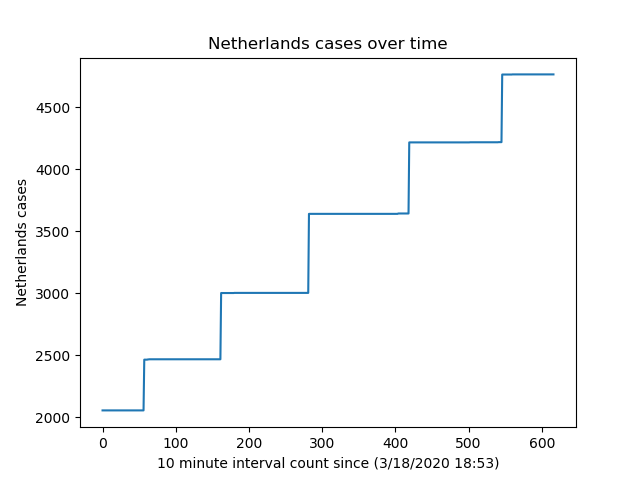 Netherlands cases over time
4500
4000
3500
3000
2500
2000
Netherlands cases
0 100 200 300 400 500 600
10 minute interval count since (3/18/2020 18:53)